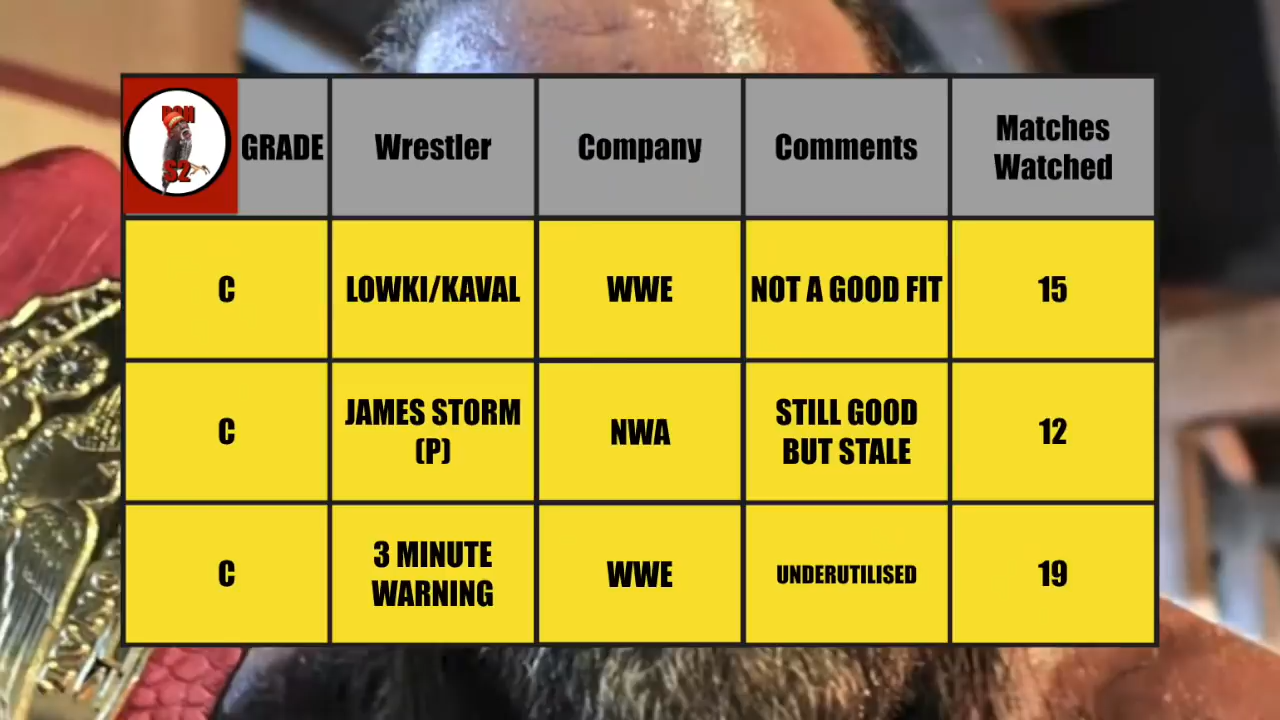 GRADE
Wrestler
Company
Comments
Matches
Watched
S2
C
LOWKI/KAVAL
WWE
NOT A GOOD FIT
15
C
JAMES STORM
(P)
NWA
STILL GOOD
BUT STALE
12
C
3 MINUTE
WARNING
WWE
UNDERUTILISED
19